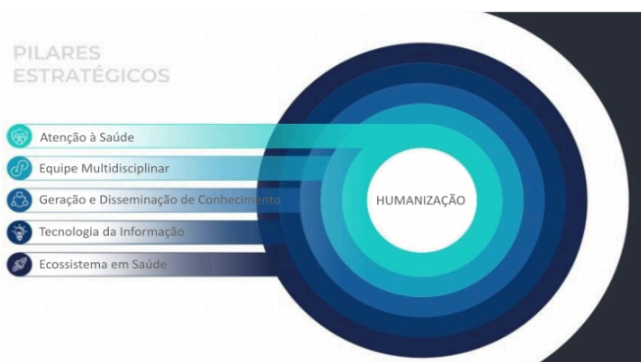 PILARES
ESTRATÉGICOS
Atenção à Saúde
Equipe Multidisciplinar
Geração e Disseminação de Conhecimento
HUMANIZAÇÃO
Tecnologia da Informação
Ecossistema em Saúde